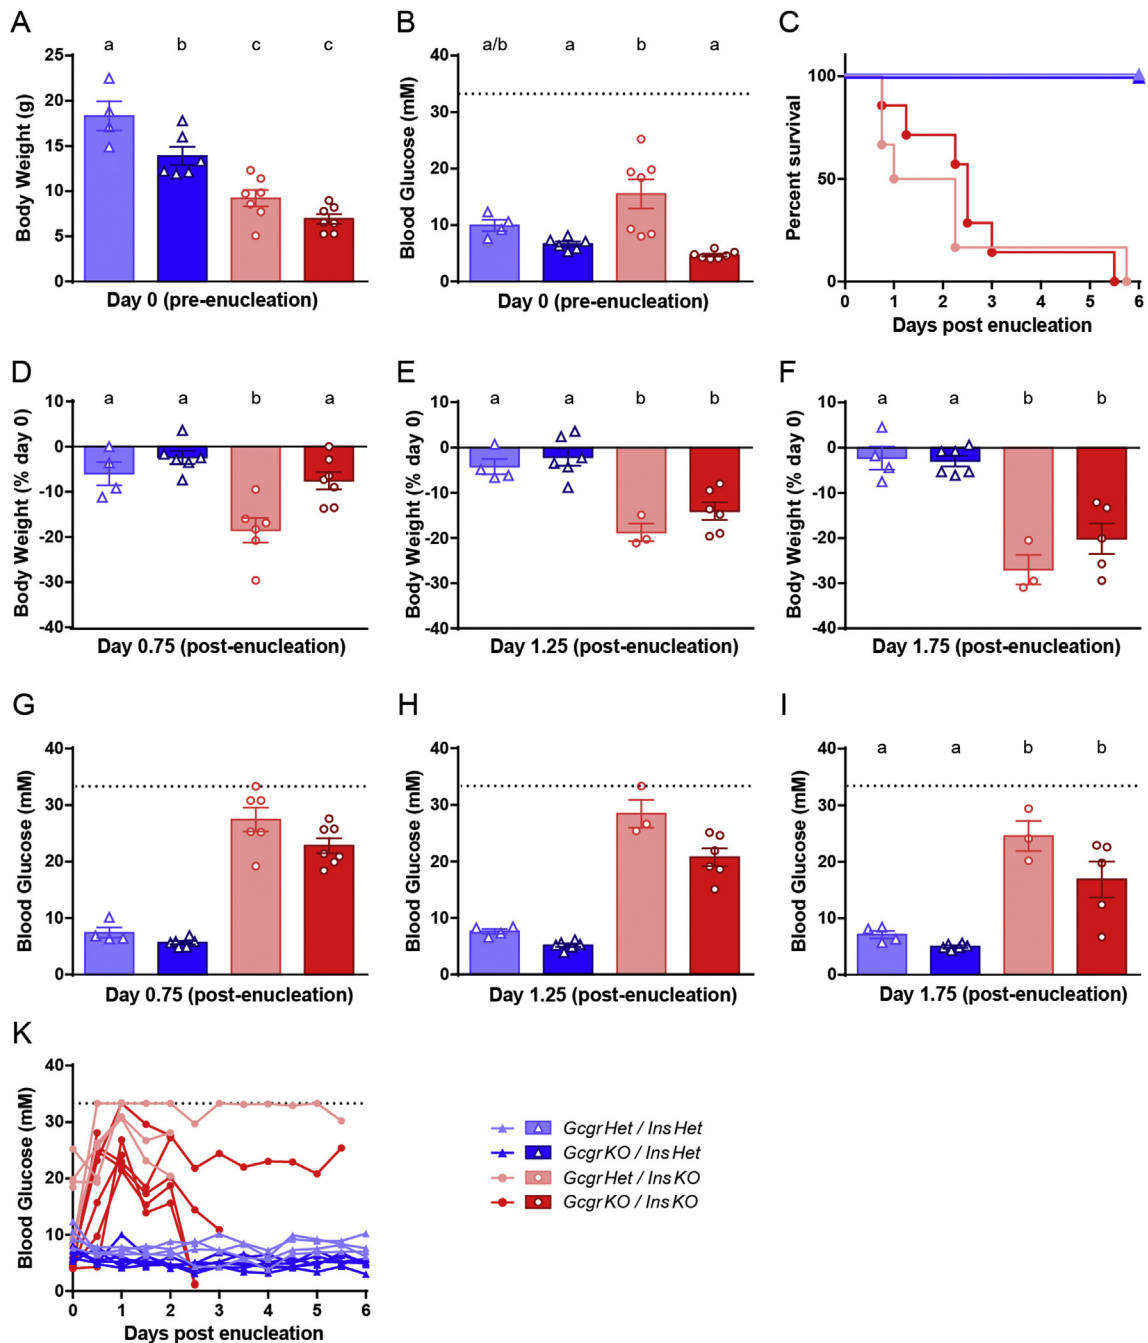 A
a b c c
Body Weight (g)
25
20
15
10
5
0
Day 0 (pre-enucleation)
B
a/b a b a
Blood Glucose (mM)
40
30
20
10
0
Day 0 (pre-enucleation)
C
Percent survival
100
50
0
0 1 2 3 4 5 6
Days post enucleation
D
a a b a
Body Weight (% day 0)
10
0
-10
-20
-30
-40
Day 0.75 (post-enucleation)
E
a a b b
Body Weight (% day 0)
10
0
-10
-20
-30
-40
Day 1.25 (post-enucleation)
F
a a b b
Body Weight (% day 0)
10
0
-10
-20
-30
-40
Day 1.75 (post-enucleation)
G
Blood Glucose (mM)
40
30
20
10
0
Day 0.75 (post-enucleation)
H
Blood Glucose (mM)
40
30
20
10
0
Day 1.25 (post-enucleation)
I
a a b b
Blood Glucose (mM)
40
30
20
10
0
Day 1.75 (post-enucleation)
K
Blood Glucose (mM)
40
30
20
10
0
0 1 2 3 4 5 6
Days post enucleation
Gcgr Het / Ins Het
Gcgr KO / Ins Het
Gcgr Het / Ins KO
Gcgr KO / Ins KO